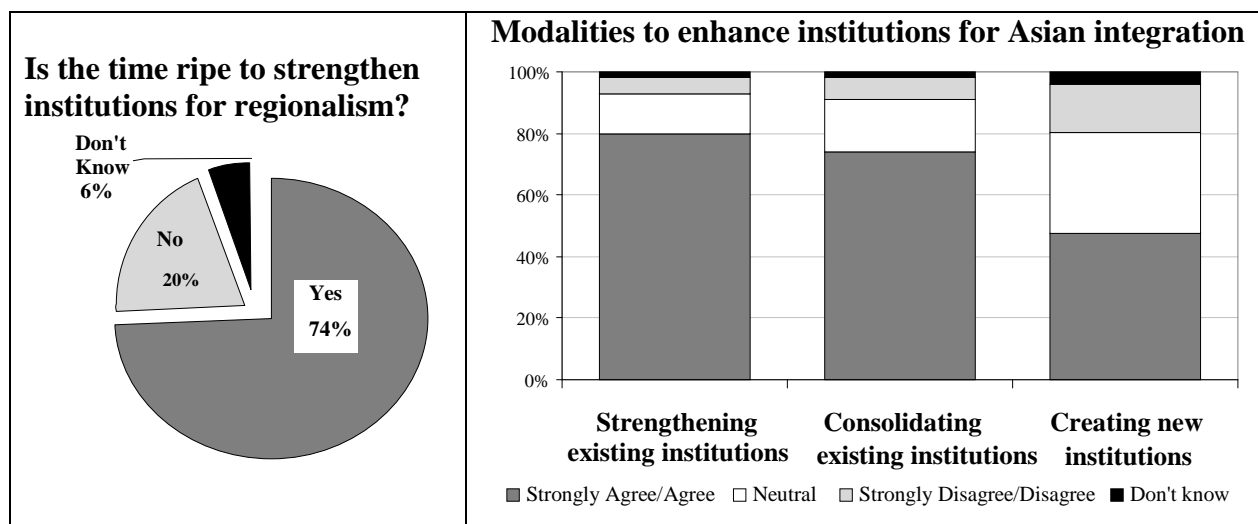 Is the time ripe to strengthen
institutions for regionalism?
Don't
Know
6%
No
20%
Yes
74%
Modalities to enhance institutions for Asian integration
100%
80%
60%
40%
20%
0%
Strengthening
existing institutions
Consolidating
existing institutions
Creating new
institutions
Strongly Agree/Agree
Neutral
Strongly Disagree/Disagree
Don't know